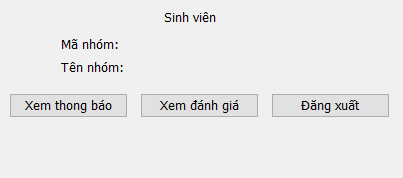 Sinh viên
Mã nhóm:
Tên nhóm:
Xem thong báo Xem đánh giá Đăng xuất